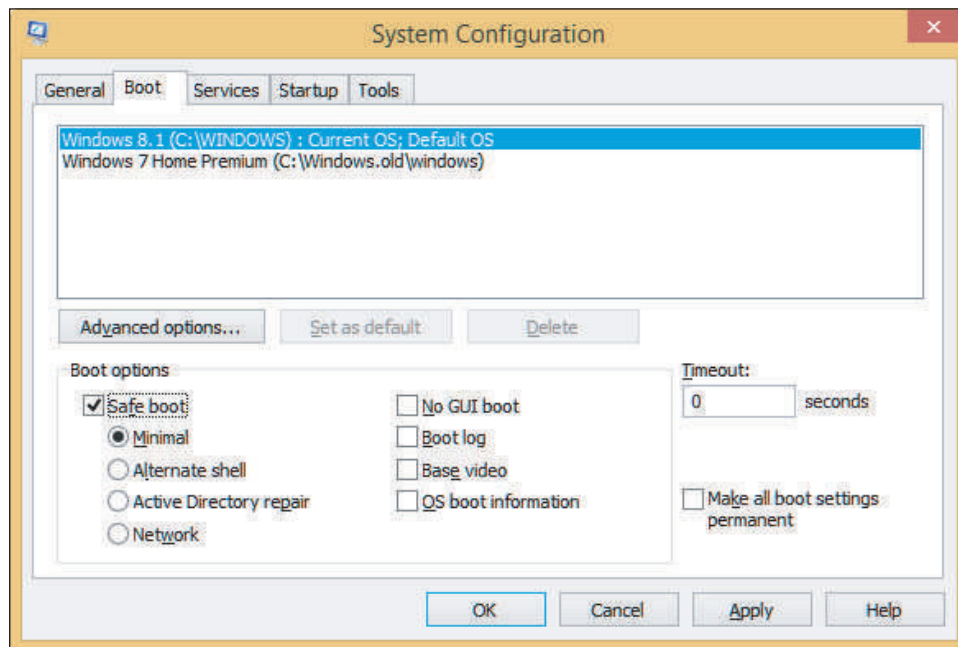 System Configuration
General Boot Services Startup Tools
Windows 8.1 (C:\WINDOWS) : Current OS; Default OS
Windows 7 Home Premium (C:\Windows.old\windows)
Advanced options... Set as default Delete
Boot options
Timeout:
Safe boot
No GUI boot
0 seconds
Minimal
Boot log
Alternate shell
Base video
Active Directory repair
OS boot information
Make all boot settings
permanent
Network
OK Cancel Apply Help